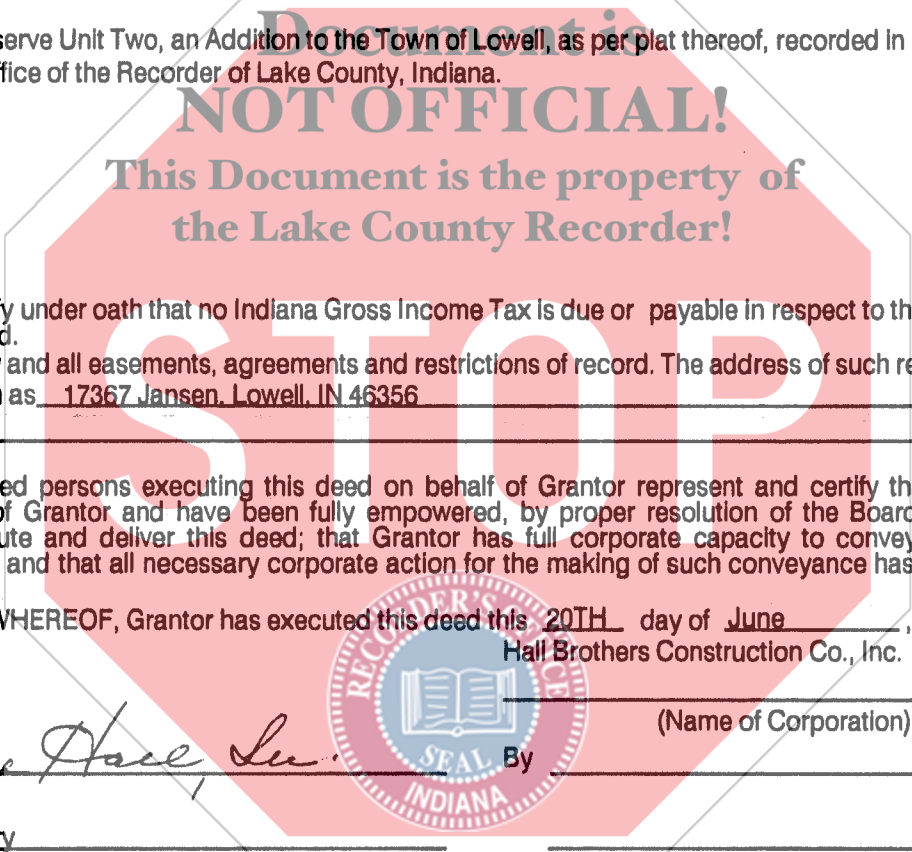 Document is
serve Unit Two, an Addition to the Town of Lowell, as per plat thereof, recorded in
fice of the Recorder of Lake County, Indiana.
NOT OFFICIAL!
This Document is the property of
the Lake County Recorder!
y under oath that no Indiana Gross Income Tax is due or payable in respect to th
d.
and all easements, agreements and restrictions of record. The address of such re
as 17367 Jansen, Lowell, IN 46356
STOP
ed persons executing this deed on behalf of Grantor represent and certify th
of Grantor and have been fully empowered, by proper resolution of the Board
ute and deliver this deed; that Grantor has full corporate capacity to convey
and that all necessary corporate action for the making of such conveyance has
WHEREOF, Grantor has executed this deed this 20TH day of June ,
Hall Brothers Construction Co., Inc.
RECORDER'S OFFICE
SEAL
INDIANA
(Name of Corporation)
By
y